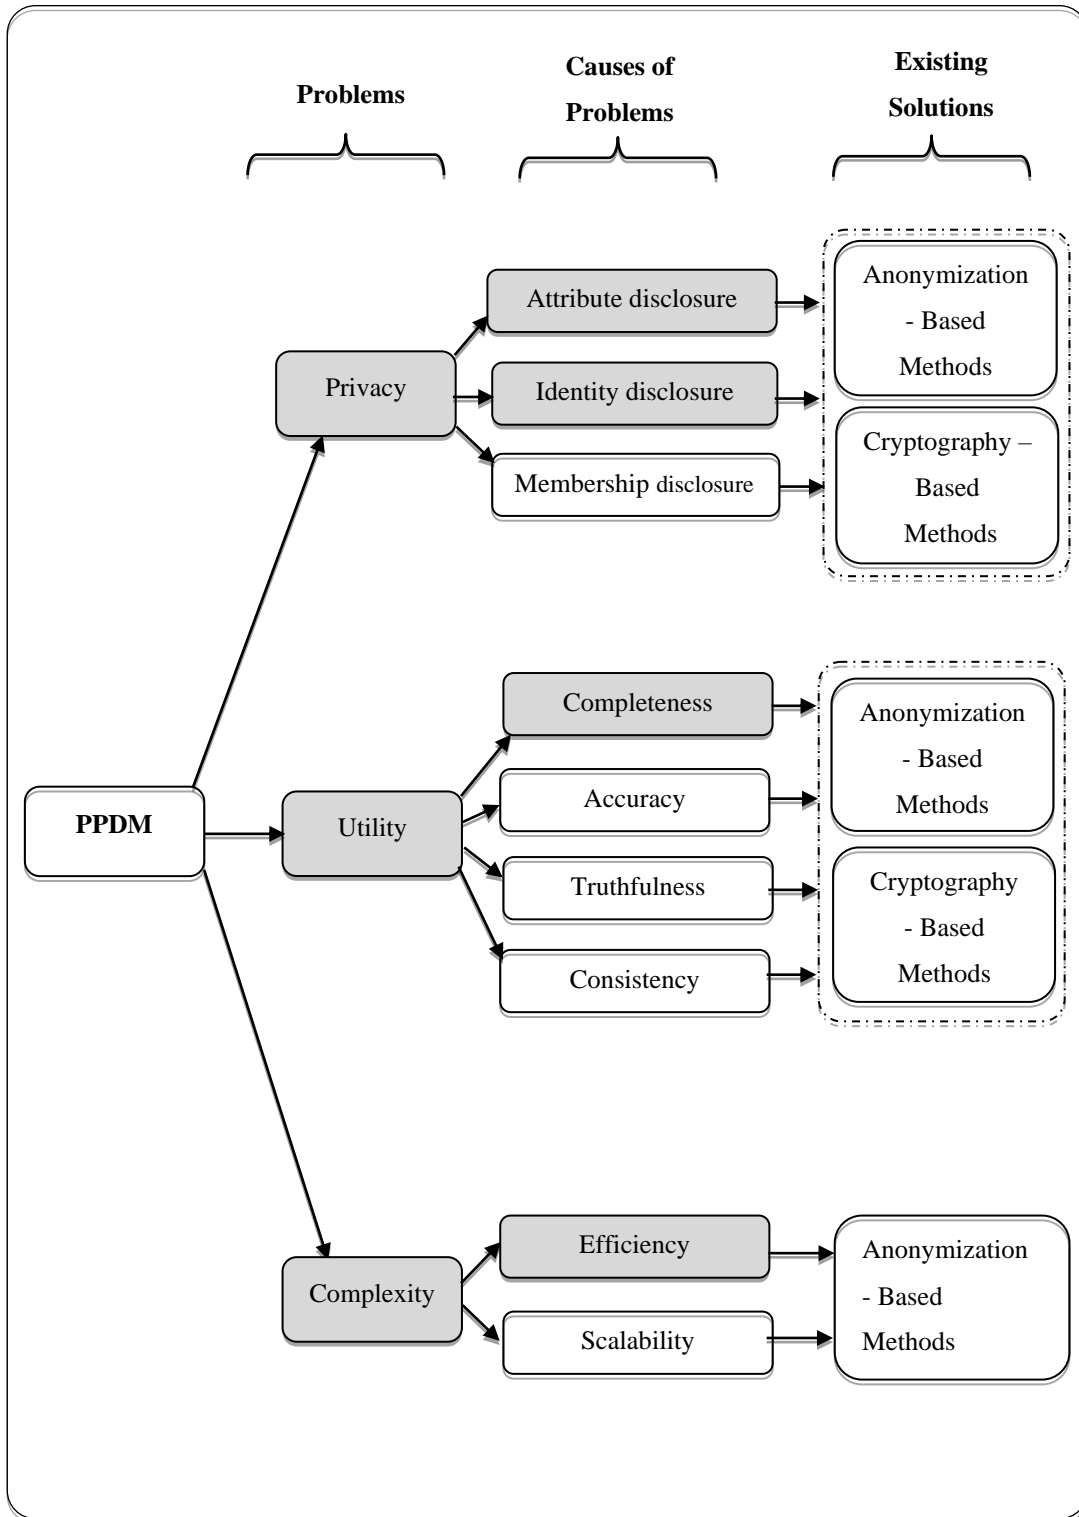 Problems
Causes of
Problems
Existing
Solutions
Attribute disclosure
Identity disclosure
Membership disclosure
Privacy
Anonymization
- Based
Methods
Cryptography –
Based
Methods
PPDM
Utility
Completeness
Accuracy
Truthfulness
Consistency
Anonymization
- Based
Methods
Cryptography
- Based
Methods
Complexity
Efficiency
Scalability
Anonymization
- Based
Methods